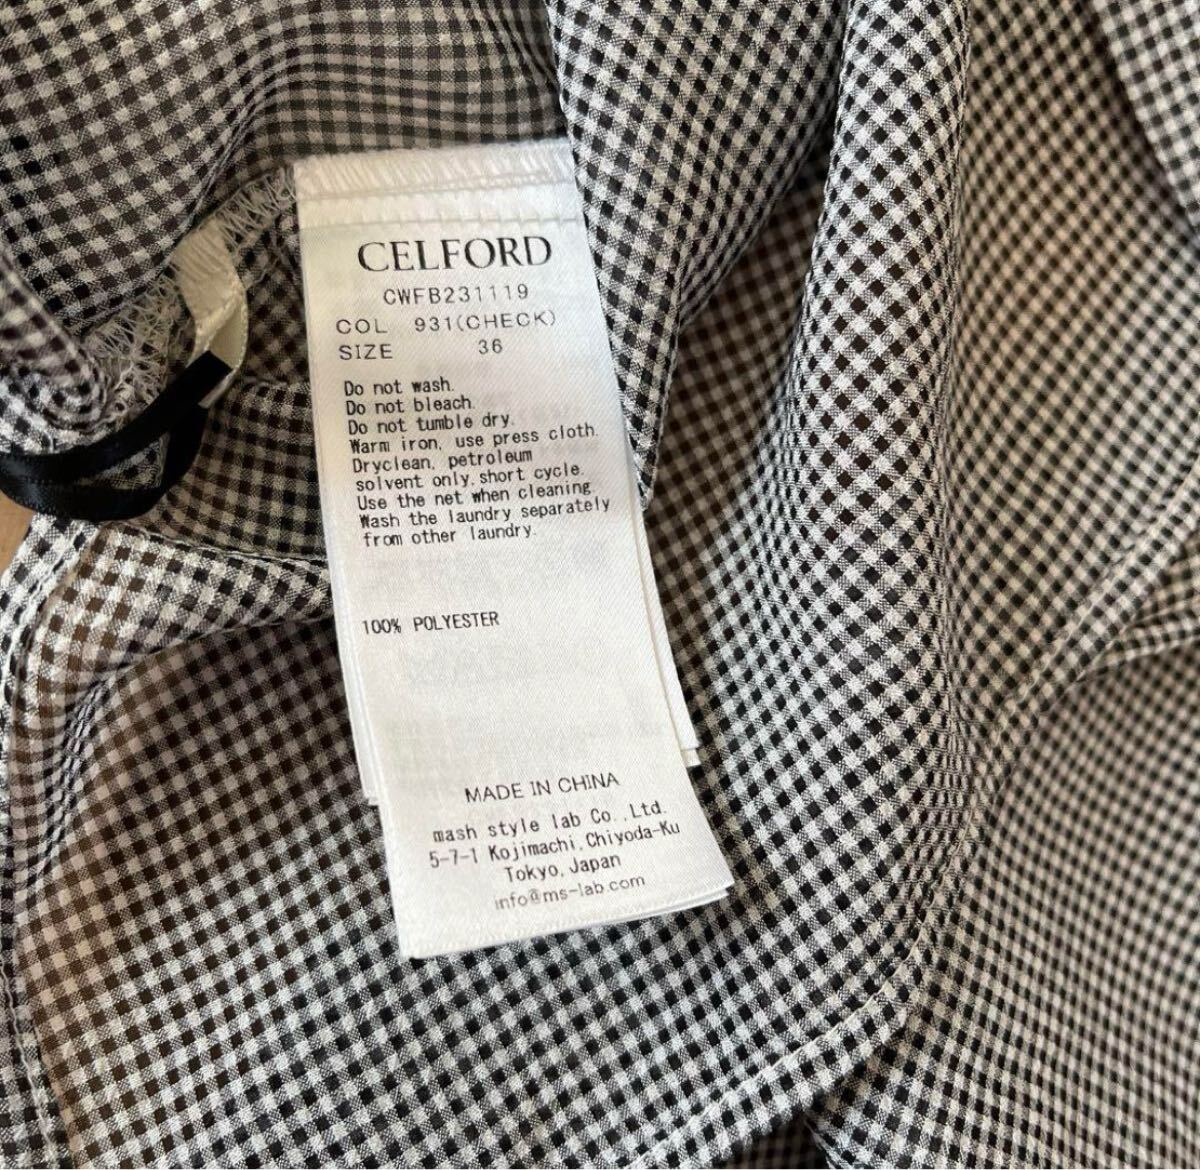 CELFORD
CWFB231119
COL 931(CHECK)
SIZE 36
Do not wash.
Do not bleach.
Do not tumble dry.
Warm iron, use press cloth.
Dryclean, petroleum
solvent only, short cycle.
Use the net when cleaning
Wash the laundry separately
from other laundry.
100% POLYESTER
MADE IN CHINA
mash style lab Co.,Ltd.
5-7-1 Kojimachi,Chiyoda-Ku
Tokyo,Japan
info@ms-lab.com